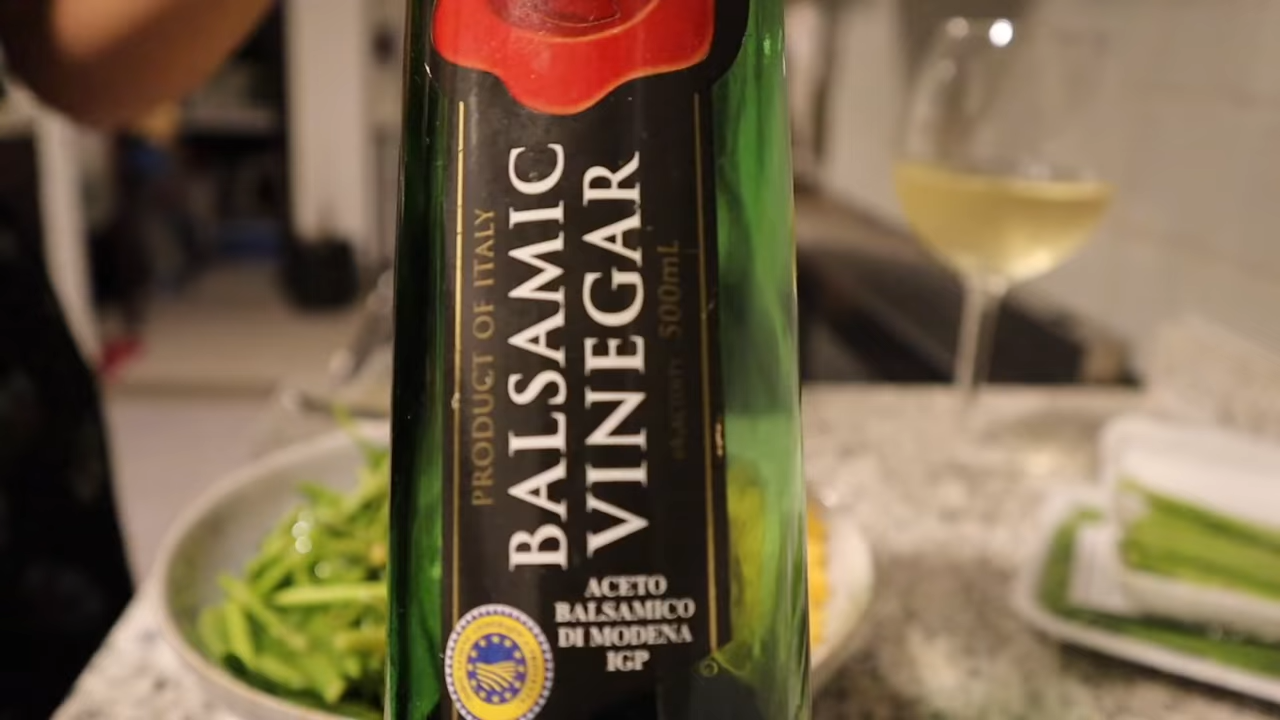 PRODUCT OF ITALY
BALSAMIC
VINEGAR
500mL
ACETO
BALSAMICO
DI MODENA
IGP